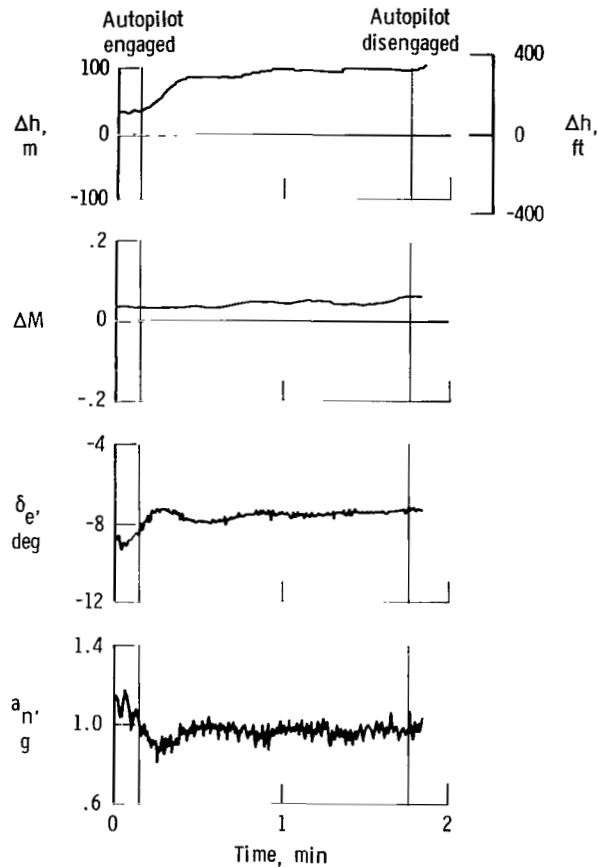 Autopilot engaged
Autopilot disengaged
100
0
-100
Δh, m
400
0
-400
Δh, ft
.2
0
-.2
ΔM
-4
-8
-12
δe, deg
1.4
1.0
.6
an, g
0 1 2
Time, min